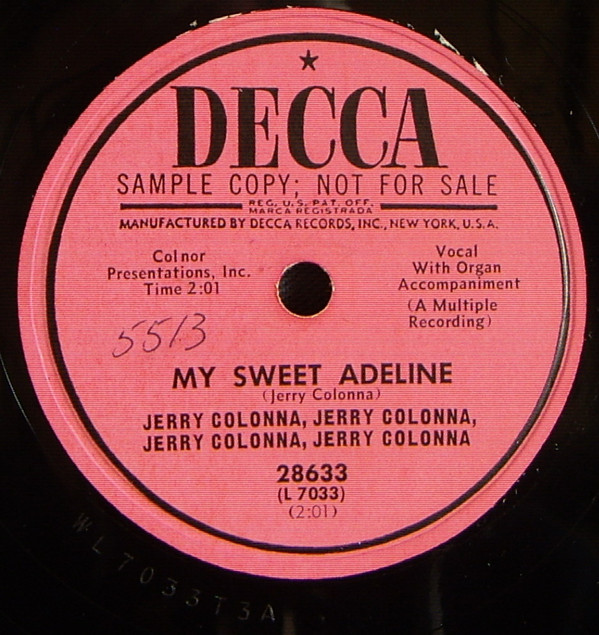 DECCA
SAMPLE COPY; NOT FOR SALE
REG. U.S. PAT. OFF.
MARCA REGISTRADA
MANUFACTURED BY DECCA RECORDS, INC., NEW YORK, U.S.A.
Colnor
Presentations, Inc.
Time 2:01
Vocal
With Organ
Accompaniment
(A Multiple
Recording)
5513
MY SWEET ADELINE
(Jerry Colonna)
JERRY COLONNA, JERRY COLONNA,
JERRY COLONNA, JERRY COLONNA
28633
(L 7033)
(2:01)
WL7033T3A